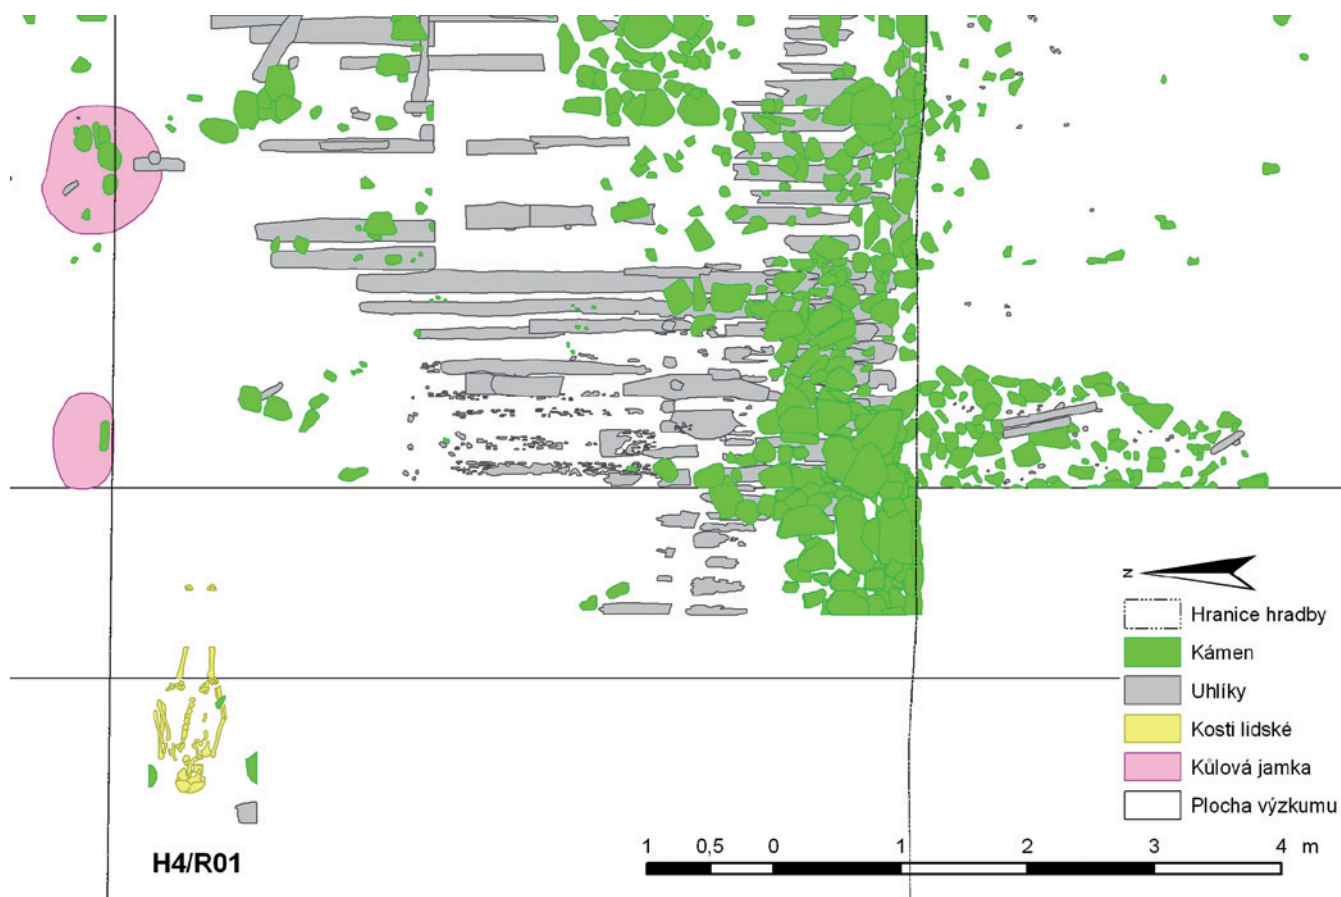 N
Hranice hradby
Kámen
Uhlíky
Kosti lidské
Kůlová jamka
Plocha výzkumu
H4/R01
1 0,5 0 1 2 3 4 m